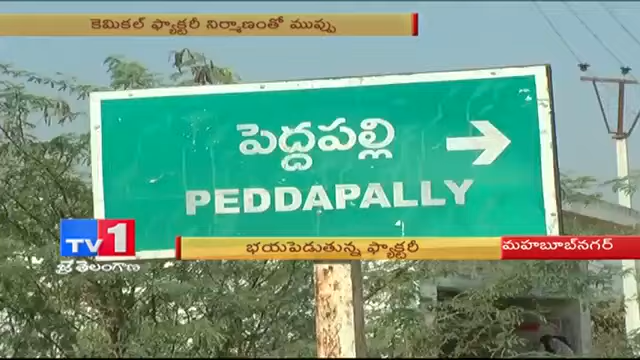 కెమికల్ ఫ్యాక్టరీ నిర్మాణంతో ముప్పు
పెద్దపల్లి
PEDDAPALLY
TV1
జై తెలంగాణ
భయపెడుతున్న ఫ్యాక్టరీ
మహబూబ్‌నగర్